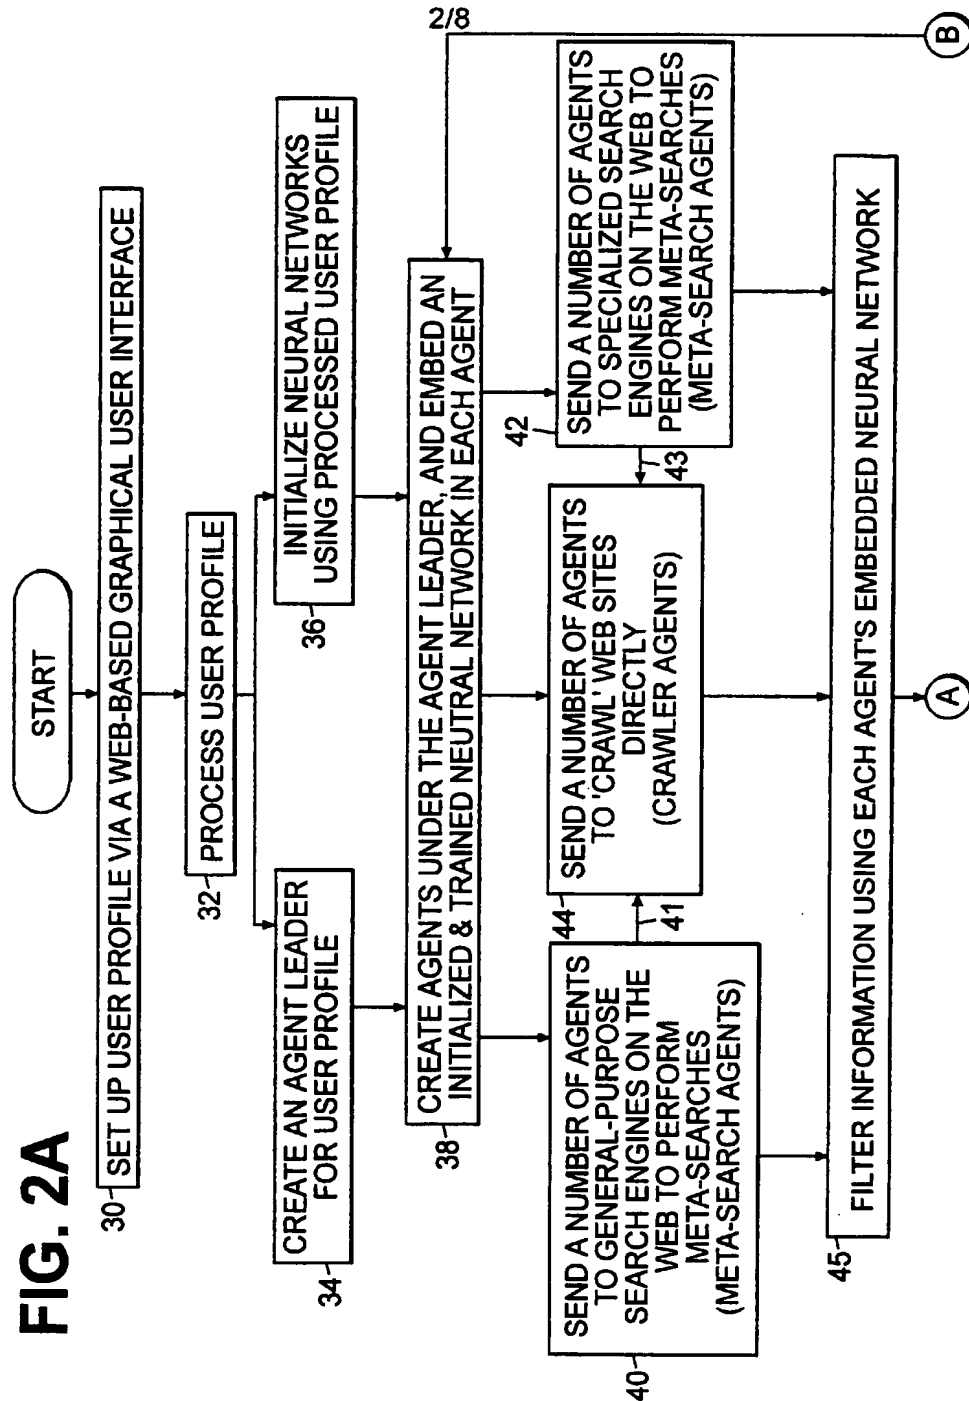 2/8
FIG. 2A
START
30
SET UP USER PROFILE VIA A WEB-BASED GRAPHICAL USER INTERFACE
32
PROCESS USER PROFILE
34
CREATE AN AGENT LEADER
FOR USER PROFILE
36
INITIALIZE NEURAL NETWORKS
USING PROCESSED USER PROFILE
38
CREATE AGENTS UNDER THE AGENT LEADER, AND EMBED AN
INITIALIZED & TRAINED NEUTRAL NETWORK IN EACH AGENT
40
SEND A NUMBER OF AGENTS
TO GENERAL-PURPOSE
SEARCH ENGINES ON THE
WEB TO PERFORM
META-SEARCHES
(META-SEARCH AGENTS)
41
44
SEND A NUMBER OF AGENTS
TO 'CRAWL' WEB SITES
DIRECTLY
(CRAWLER AGENTS)
43
42
SEND A NUMBER OF AGENTS
TO SPECIALIZED SEARCH
ENGINES ON THE WEB TO
PERFORM META-SEARCHES
(META-SEARCH AGENTS)
45
FILTER INFORMATION USING EACH AGENT'S EMBEDDED NEURAL NETWORK
A
B